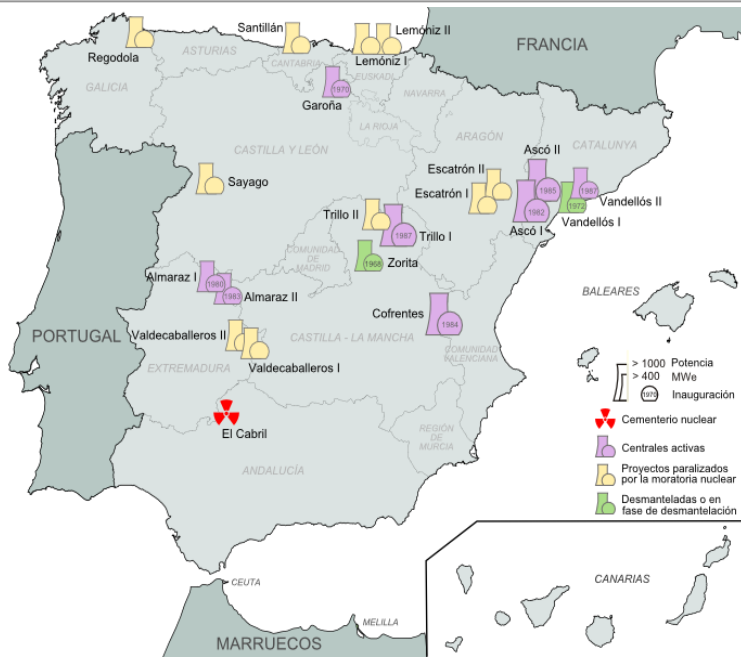 Santillán
Lemóniz II
Regodola
ASTURIAS
CANTABRIA
Lemóniz I
EUSKADI
FRANCIA
GALICIA
NAVARRA
1970
Garoña
LA RIOJA
ARAGÓN
Ascó II
CATALUNYA
CASTILLA Y LEÓN
Escatrón II
Sayago
Escatrón I
1985
1987
1972
Vandellós II
1982
Vandellós I
Ascó I
Trillo II
1987
Trillo I
COMUNIDAD
DE
MADRID
1968
Zorita
Almaraz I
1980
1983
Almaraz II
BALEARES
Cofrentes
1984
PORTUGAL
Valdecaballeros II
CASTILLA - LA MANCHA
COMUNIDAD
VALENCIANA
EXTREMADURA
Valdecaballeros I
> 1000 Potencia
> 400 MWe
1970 Inauguración
El Cabril
Cementerio nuclear
REGIÓN
DE
MURCIA
Centrales activas
ANDALUCÍA
Proyectos paralizados
por la moratoria nuclear
Desmanteladas o en
fase de desmantelación
CEUTA
CANARIAS
MELILLA
MARRUECOS